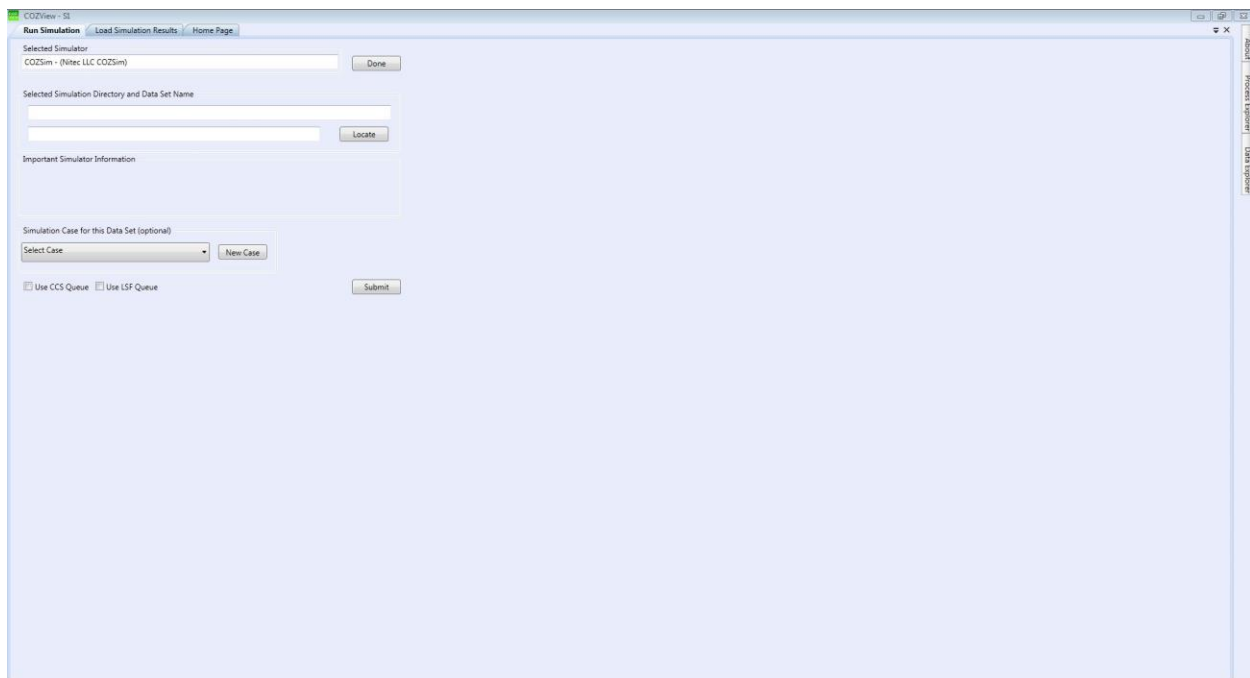 COZView - SI
Run Simulation Load Simulation Results Home Page
Selected Simulator
COZSim - (Nitec LLC COZSim)
Done
Selected Simulation Directory and Data Set Name
Locate
Important Simulator Information
Simulation Case for this Data Set (optional)
Select Case
New Case
Use CCS Queue Use LSF Queue
Submit
About
Process Explorer
Data Explorer